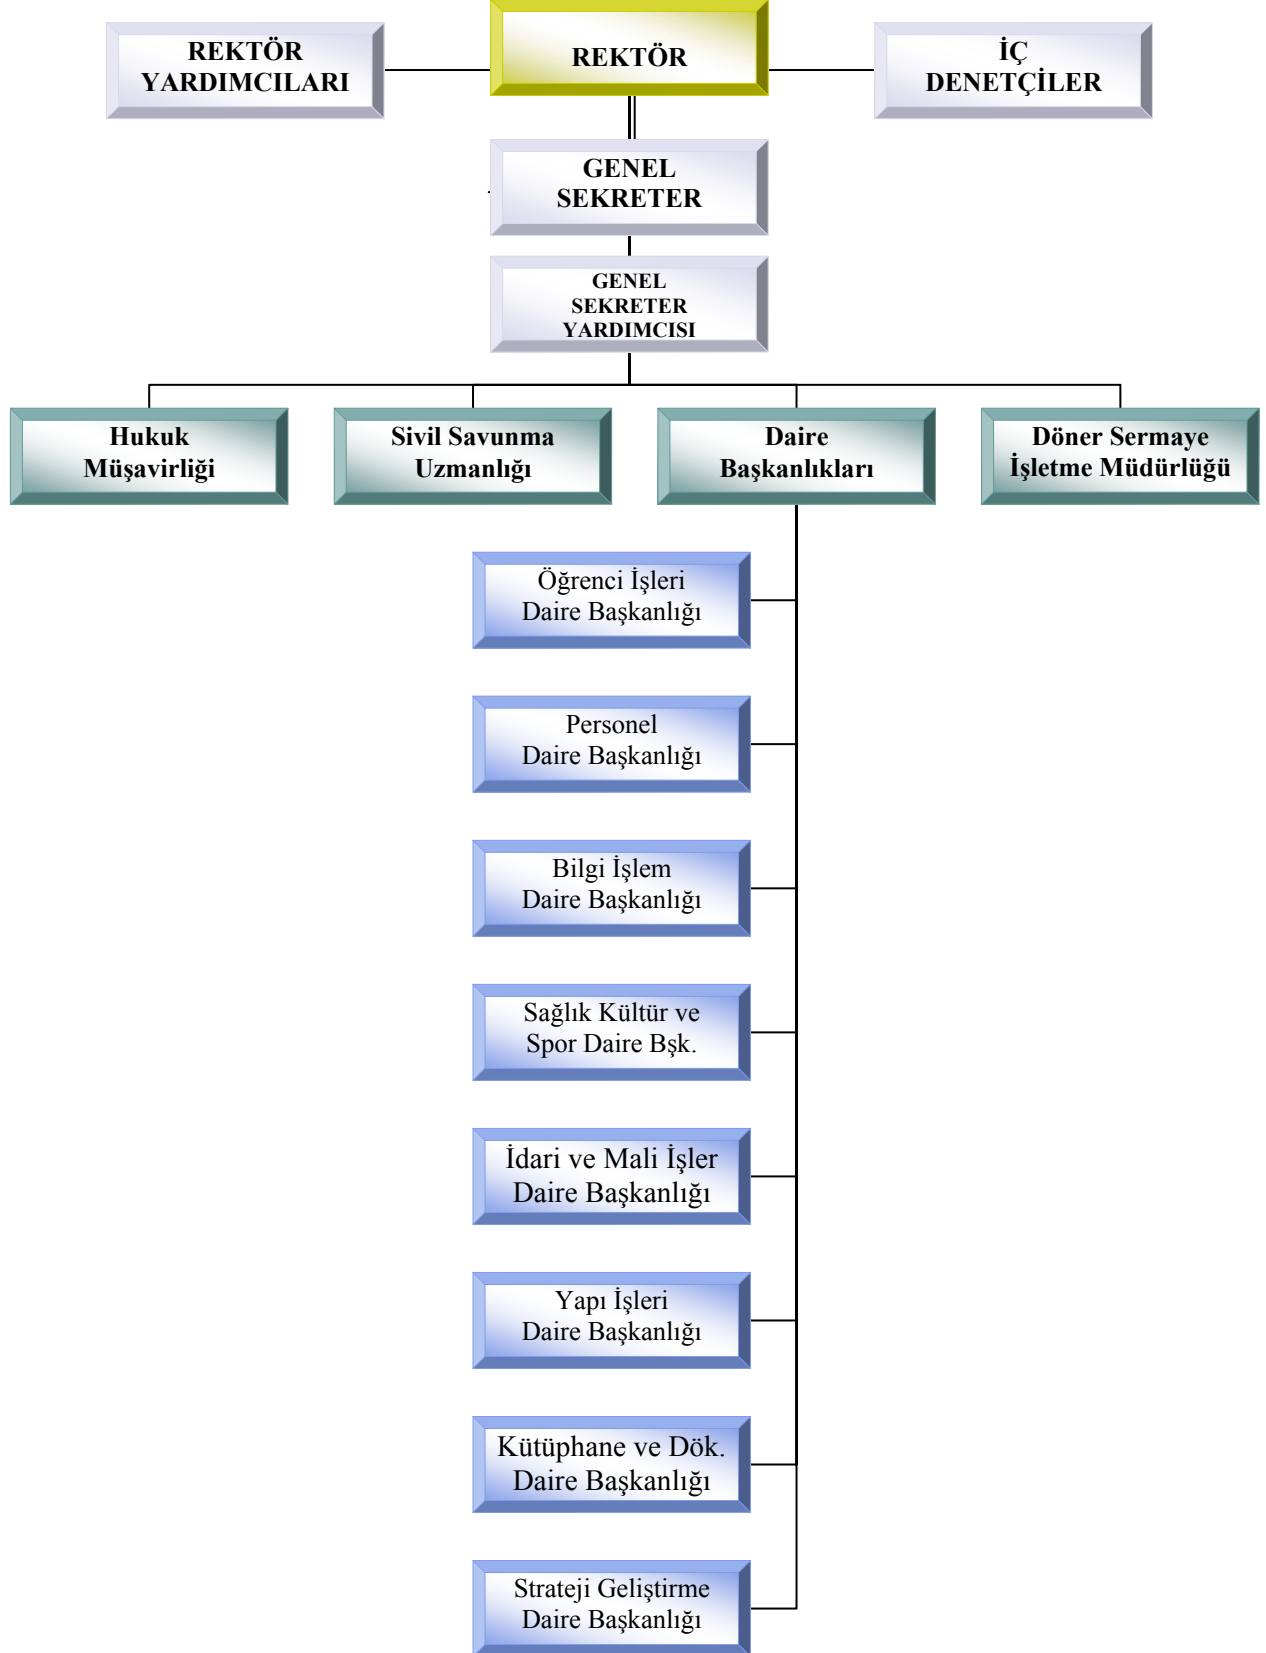 REKTÖR
YARDIMCILARI
REKTÖR
İÇ
DENETÇİLER
GENEL
SEKRETER
GENEL
SEKRETER
YARDIMCISI
Hukuk
Müşavirliği
Sivil Savunma
Uzmanlığı
Daire
Başkanlıkları
Döner Sermaye
İşletme Müdürlüğü
Öğrenci İşleri
Daire Başkanlığı
Personel
Daire Başkanlığı
Bilgi İşlem
Daire Başkanlığı
Sağlık Kültür ve
Spor Daire Bşk.
İdari ve Mali İşler
Daire Başkanlığı
Yapı İşleri
Daire Başkanlığı
Kütüphane ve Dök.
Daire Başkanlığı
Strateji Geliştirme
Daire Başkanlığı